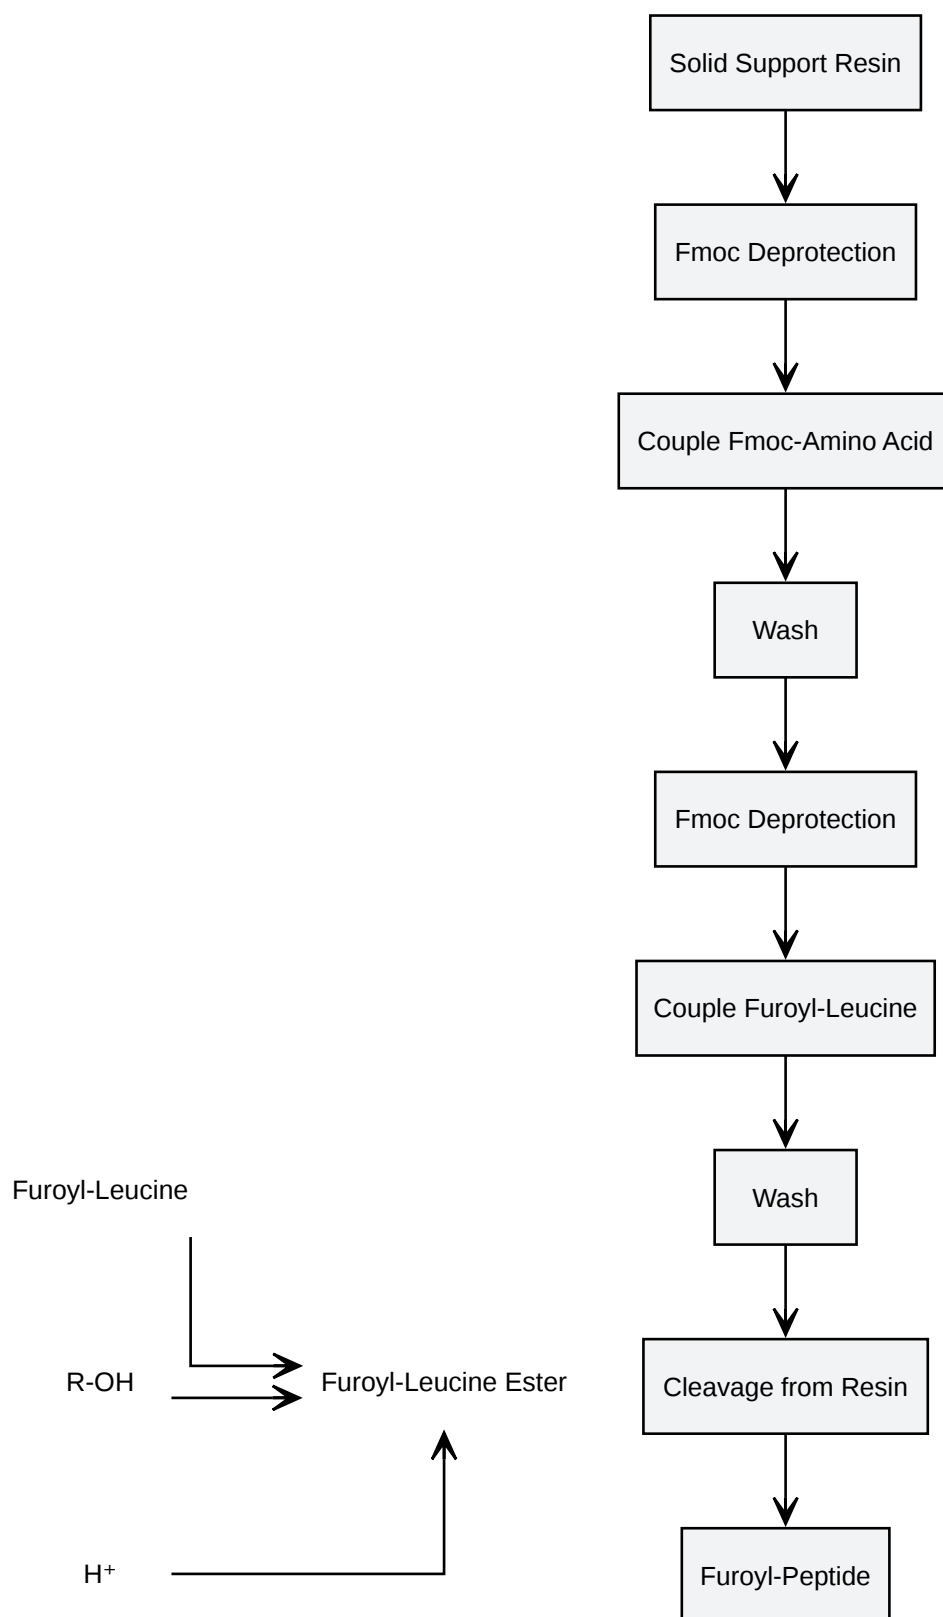 Solid Support Resin
Fmoc Deprotection
Couple Fmoc-Amino Acid
Wash
Fmoc Deprotection
Couple Furoyl-Leucine
Wash
Cleavage from Resin
Furoyl-Peptide
Furoyl-Leucine
R-OH
Furoyl-Leucine Ester
H⁺